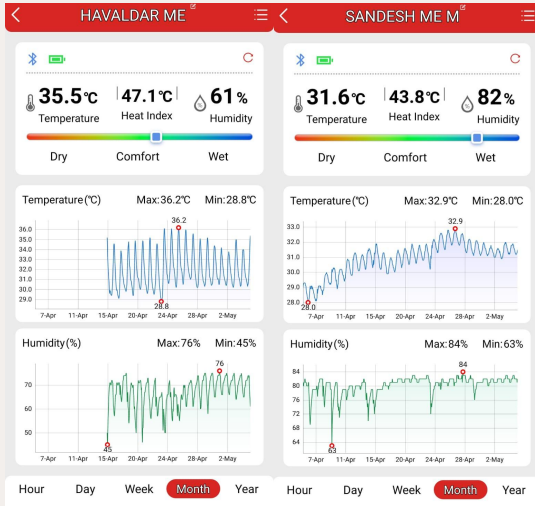 HAVALDAR ME
35.5℃
Temperature
47.1℃
Heat Index
%
61%
Humidity
Dry
Comfort
Wet
Temperature(℃)
Max:36.2℃
Min:28.8℃
36.2
36.0
35.0
34.0
33.0
32.0
31.0
30.0
29.0
28.8
7-Apr
11-Apr
15-Apr
20-Apr
24-Apr
28-Apr
2-May
Humidity(%)
Max:76%
Min:45%
76
70
60
50
45
7-Apr
11-Apr
15-Apr
20-Apr
24-Apr
28-Apr
2-May
Hour
Day
Week
Month
Year
SANDESH ME M
31.6℃
Temperature
43.8℃
Heat Index
%
82%
Humidity
Dry
Comfort
Wet
Temperature(℃)
Max:32.9℃
Min:28.0℃
32.9
33.0
32.0
31.0
30.0
29.0
28.0
28.0
7-Apr
11-Apr
15-Apr
20-Apr
24-Apr
28-Apr
2-May
Humidity(%)
Max:84%
Min:63%
84
84
80
76
72
68
64
63
7-Apr
11-Apr
15-Apr
20-Apr
24-Apr
28-Apr
2-May
Hour
Day
Week
Month
Year